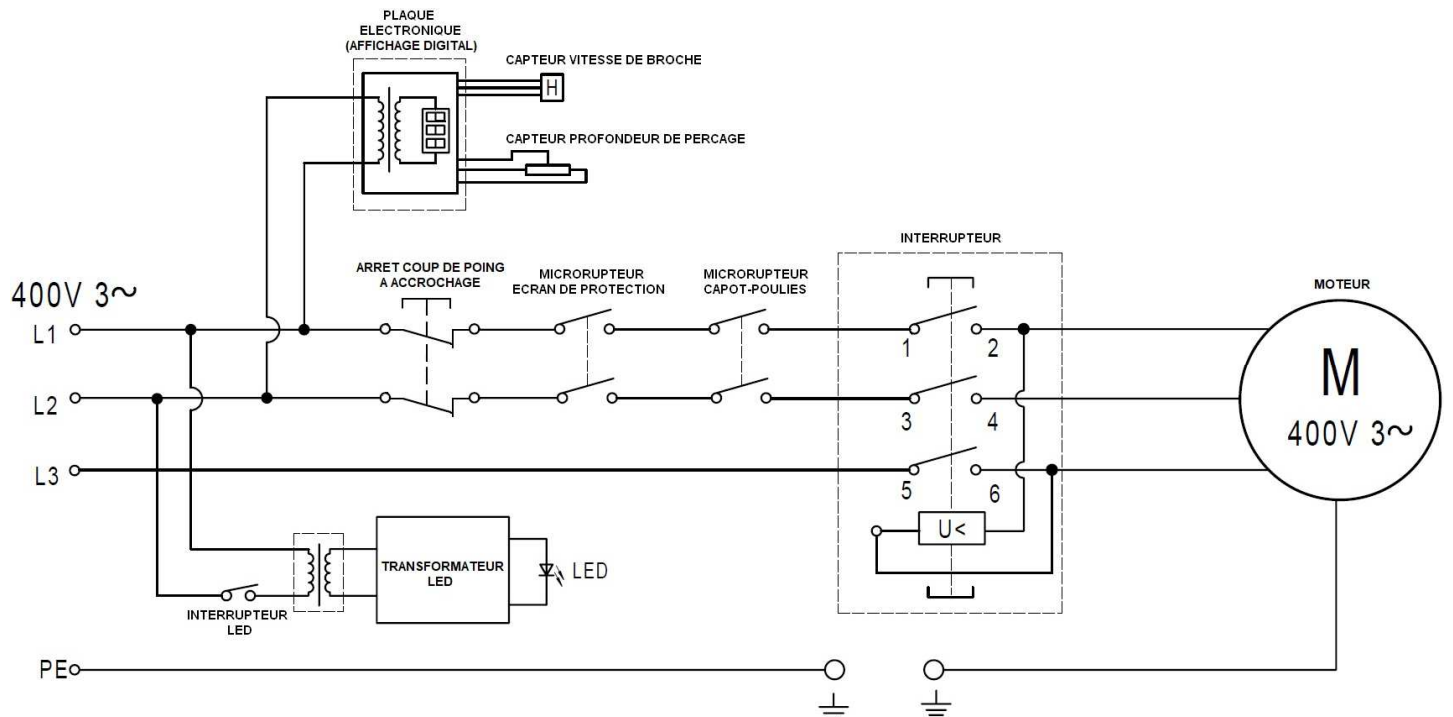 PLAQUE
ELECTRONIQUE
(AFFICHAGE DIGITAL)
CAPTEUR VITESSE DE BROCHE
H
CAPTEUR PROFONDEUR DE PERCAGE
INTERRUPTEUR
ARRET COUP DE POING
A ACCROCHAGE
MICRORUPTEUR
ECRAN DE PROTECTION
MICRORUPTEUR
CAPOT-POULIES
MOTEUR
400V 3~
L1
1
2
M
400V 3~
L2
3
4
L3
5
6
U<
TRANSFORMATEUR
LED
LED
INTERRUPTEUR
LED
PE